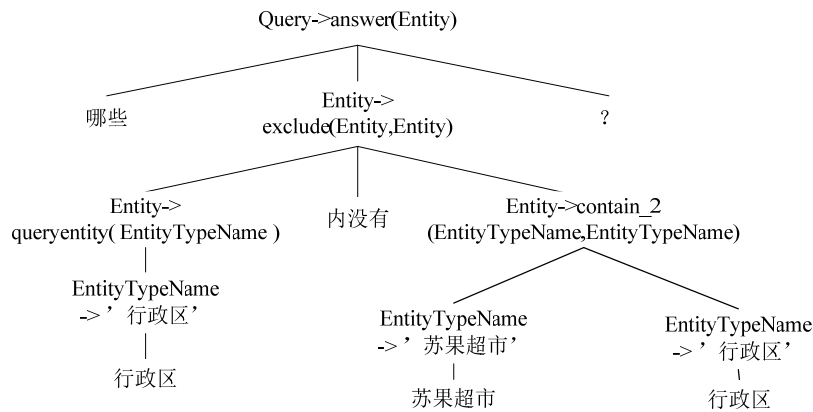 Query->answer(Entity)
哪些
Entity->
exclude(Entity,Entity)
？
Entity->
queryentity( EntityTypeName )
内没有
Entity->contain_2
(EntityTypeName,EntityTypeName)
EntityTypeName
->’行政区’
行政区
EntityTypeName
->’苏果超市’
苏果超市
EntityTypeName
->’行政区’
行政区